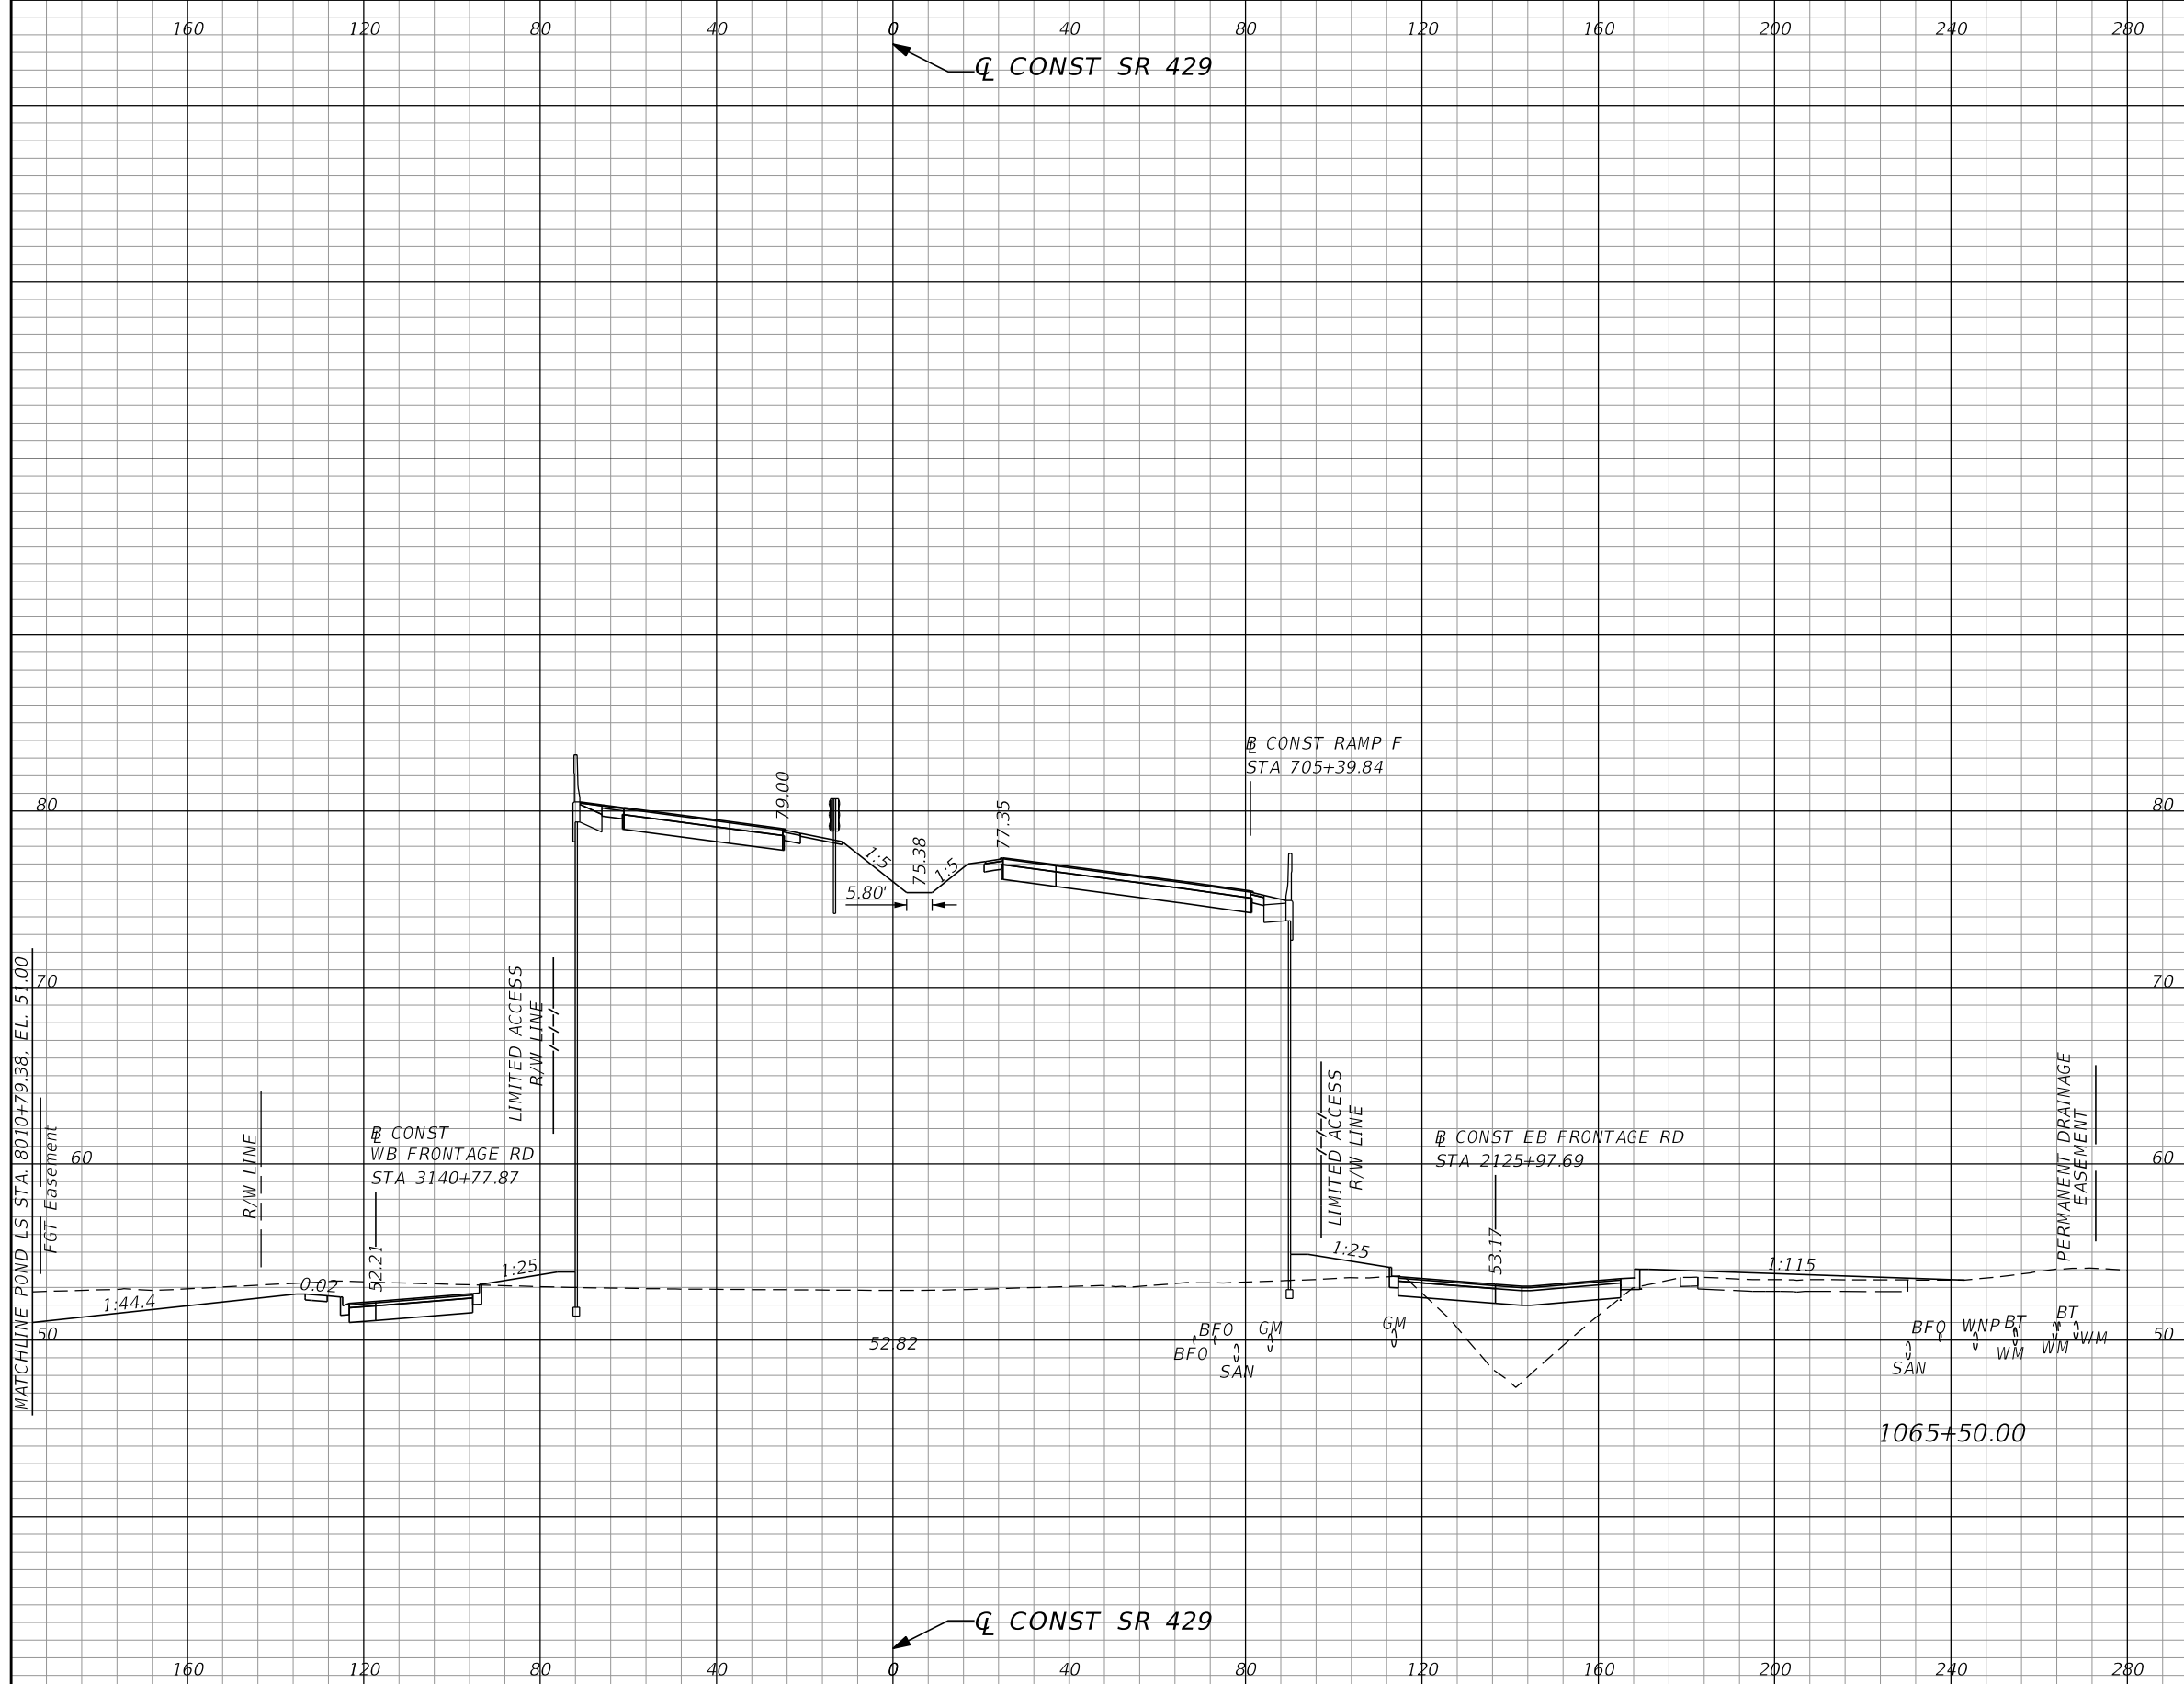 160 120 80 40 0 40 80 120 160 200 240 280
℄ CONST SR 429
℄ CONST RAMP F
STA 705+39.84
80 79.00 77.35 80
1:5 75.38 1:5
5.80'
70 70
MATCHLINE POND LS STA. 8010+79.38, EL. 51.00
FGT Easement
R/W LINE
LIMITED ACCESS
R/W LINE
LIMITED ACCESS
R/W LINE
PERMANENT DRAINAGE
EASEMENT
60 60
BL CONST
WB FRONTAGE RD
STA 3140+77.87
BL CONST EB FRONTAGE RD
STA 2125+97.69
52.21
53.17
1:44.4
0.02
1:25
1:25
1:115
50 50
52.82
BFO
BFO
SAN
GM
GM
BFO
SAN
WNP
BT
WM
BT
WM
WM
1065+50.00
℄ CONST SR 429
160 120 80 40 0 40 80 120 160 200 240 280